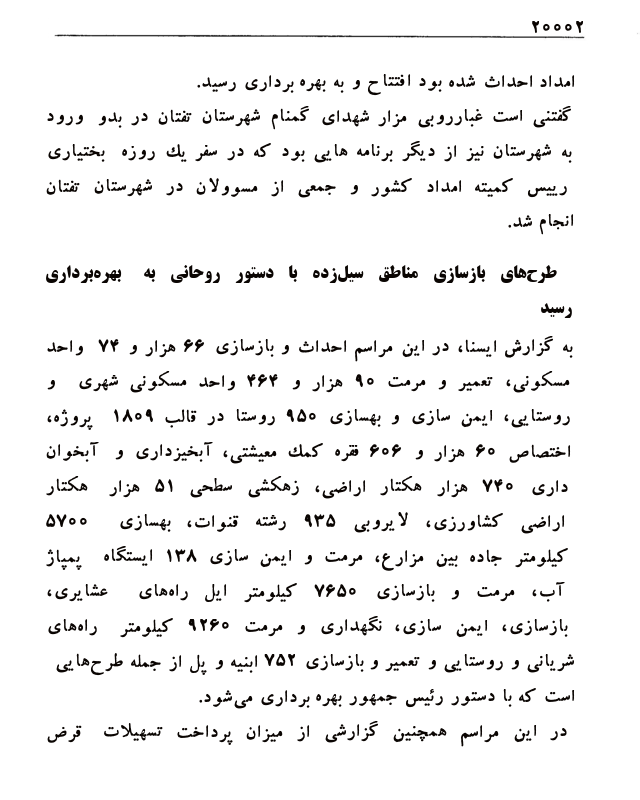 ۲۰۰۰۲
امداد احداث شده بود افتتاح و به بهره برداری رسید.
گفتنی است غبارروبی مزار شهدای گمنام شهرستان تفتان در بدو ورود
به شهرستان نیز از دیگر برنامه هایی بود که در سفر یك روزه بختیاری
رییس کمیته امداد کشور و جمعی از مسوولان در شهرستان تفتان
انجام شد.
طرح‌های بازسازی مناطق سیل‌زده با دستور روحانی به بهره‌برداری
رسید
به گزارش ایسنا، در این مراسم احداث و بازسازی ۶۶ هزار و ۷۴ واحد
مسکونی، تعمیر و مرمت ۹۰ هزار و ۴۶۴ واحد مسکونی شهری و
روستایی، ایمن سازی و بهسازی ۹۵۰ روستا در قالب ۱۸۰۹ پروژه،
اختصاص ۶۰ هزار و ۶۰۶ فقره کمك معیشتی، آبخیزداری و آبخوان
داری ۷۴۰ هزار هکتار اراضی، زهکشی سطحی ۵۱ هزار هکتار
اراضی کشاورزی، لایروبی ۹۳۵ رشته قنوات، بهسازی ۵۷۰۰
کیلومتر جاده بین مزارع، مرمت و ایمن سازی ۱۳۸ ایستگاه پمپاژ
آب، مرمت و بازسازی ۷۶۵۰ کیلومتر ایل راه‌های عشایری،
بازسازی، ایمن سازی، نگهداری و مرمت ۹۲۶۰ کیلومتر راه‌های
شریانی و روستایی و تعمیر و بازسازی ۷۵۲ ابنیه و پل از جمله طرح‌هایی
است که با دستور رئیس جمهور بهره برداری می‌شود.
در این مراسم همچنین گزارشی از میزان پرداخت تسهیلات قرض